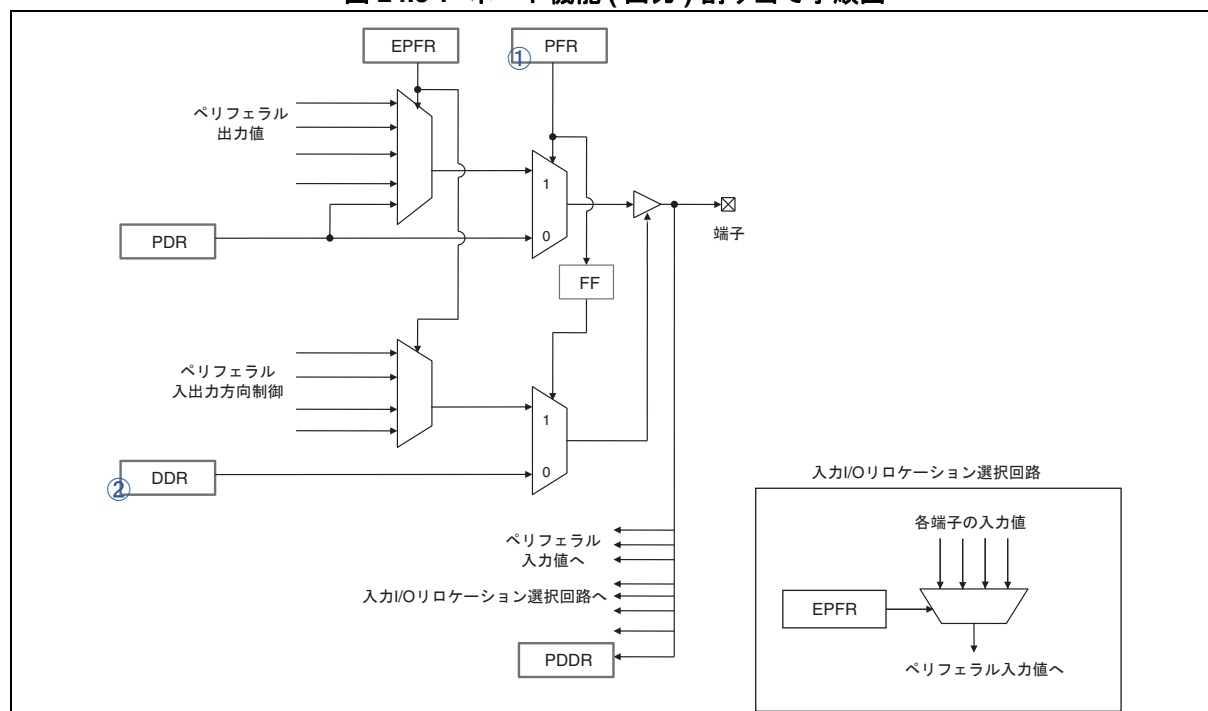 EPFR
① PFR
ペリフェラル
出力値
1
0
PDR
端子
FF
ペリフェラル
入出力方向制御
1
0
② DDR
入力I/Oリロケーション選択回路
各端子の入力値
EPFR
ペリフェラル入力値へ
ペリフェラル
入力値へ
入力I/Oリロケーション選択回路へ
PDDR